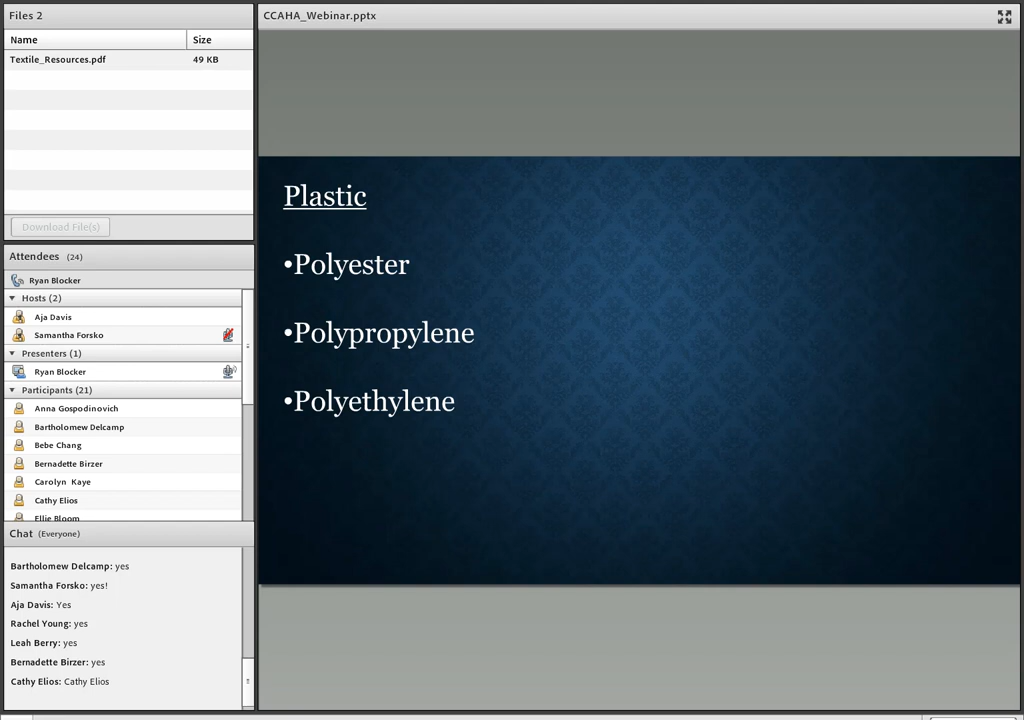 Files 2
Name Size
Textile_Resources.pdf 49 KB
Download File(s)
Attendees (24)
Ryan Blocker
Hosts (2)
Aja Davis
Samantha Forsko
Presenters (1)
Ryan Blocker
Participants (21)
Anna Gospodinovich
Bartholomew Delcamp
Bebe Chang
Bernadette Birzer
Carolyn Kaye
Cathy Elios
Ellie Bloom
Chat (Everyone)
Bartholomew Delcamp: yes
Samantha Forsko: yes!
Aja Davis: Yes
Rachel Young: yes
Leah Berry: yes
Bernadette Birzer: yes
Cathy Elios: Cathy Elios
CCAHA_Webinar.pptx
Plastic
•Polyester
•Polypropylene
•Polyethylene